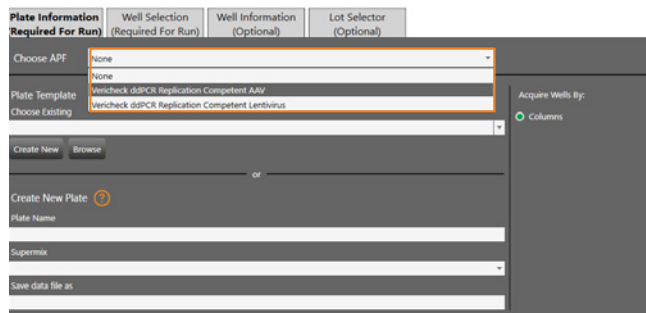 Plate Information Well Selection Well Information Lot Selector
(Required For Run) (Required For Run) (Optional) (Optional)
Choose APF None
None
Vericheck ddPCR Replication Competent AAV
Vericheck ddPCR Replication Competent Lentivirus
Plate Template Acquire Wells By:
Choose Existing Columns
Create New Browse
or
Create New Plate ?
Plate Name
Supermix
Save data file as